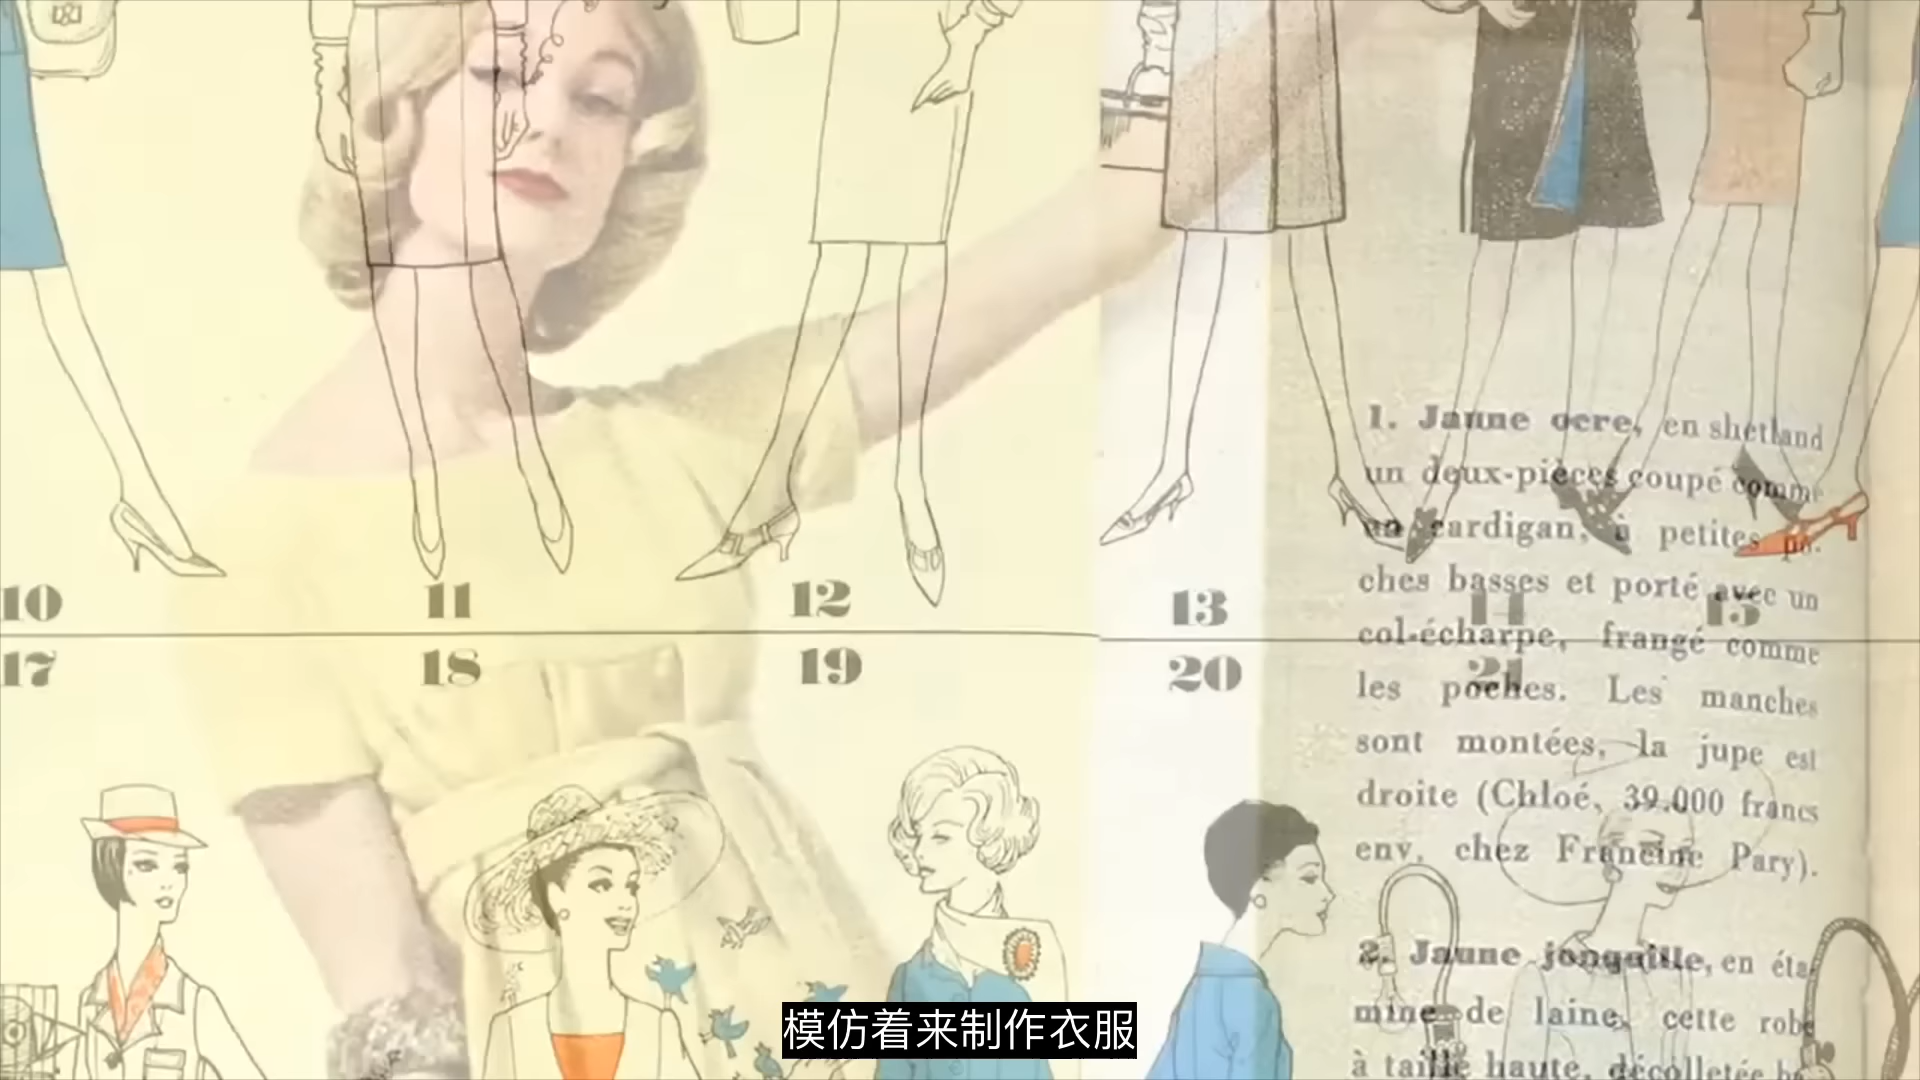 10 11 12 13 14 15
17 18 19 20 21
1. Jaune ocre, en shetland
un deux-pièces coupé comme
un cardigan, à petites po-
ches basses et porté avec un
col-écharpe, frangé comme
les poches. Les manches
sont montées, la jupe est
droite (Chloé, 39.000 francs
env. chez Francine Pary).
2. Jaune jonquille, en éta-
mine de laine, cette robe
à taille haute, décolletée
模仿着来制作衣服